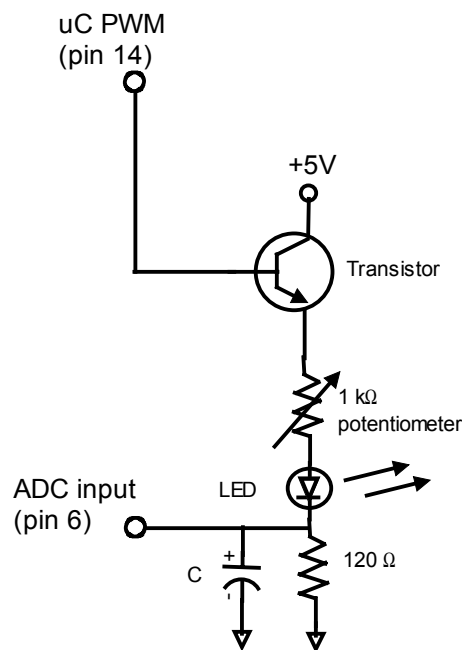 uC PWM
(pin 14)
+5V
Transistor
1 kΩ
potentiometer
ADC input
(pin 6)
LED
C
+
-
120 Ω